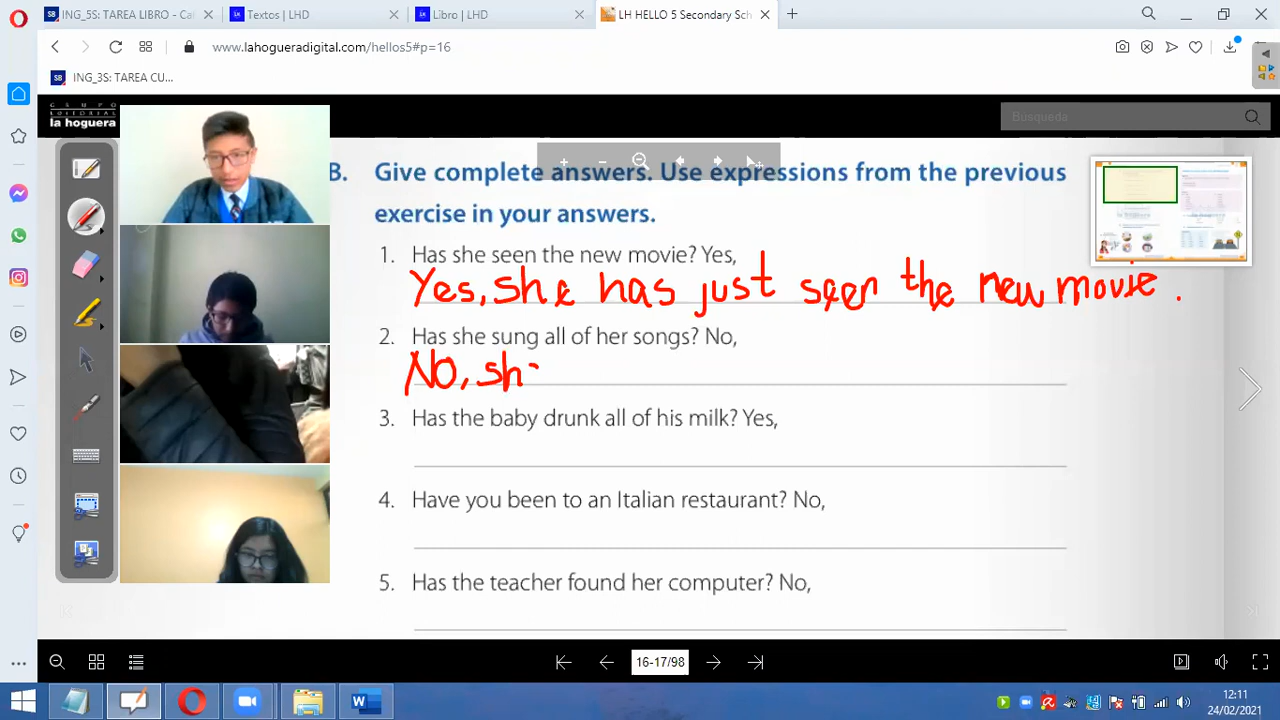 ING_5S: TAREA LIBRO - Ca
Textos | LHD
Libro | LHD
LH HELLO 5 Secondary Sch
www.lahogueradigital.com/hellos5#p=16
ING_3S: TAREA CU...
GRUPO
EDITORIAL
la hoguera
Búsqueda
B. Give complete answers. Use expressions from the previous
exercise in your answers.
1. Has she seen the new movie? Yes,
Yes, she has just seen the new movie.
2. Has she sung all of her songs? No,
No, sh
3. Has the baby drunk all of his milk? Yes,
4. Have you been to an Italian restaurant? No,
5. Has the teacher found her computer? No,
16-17/98
12:11
24/02/2021